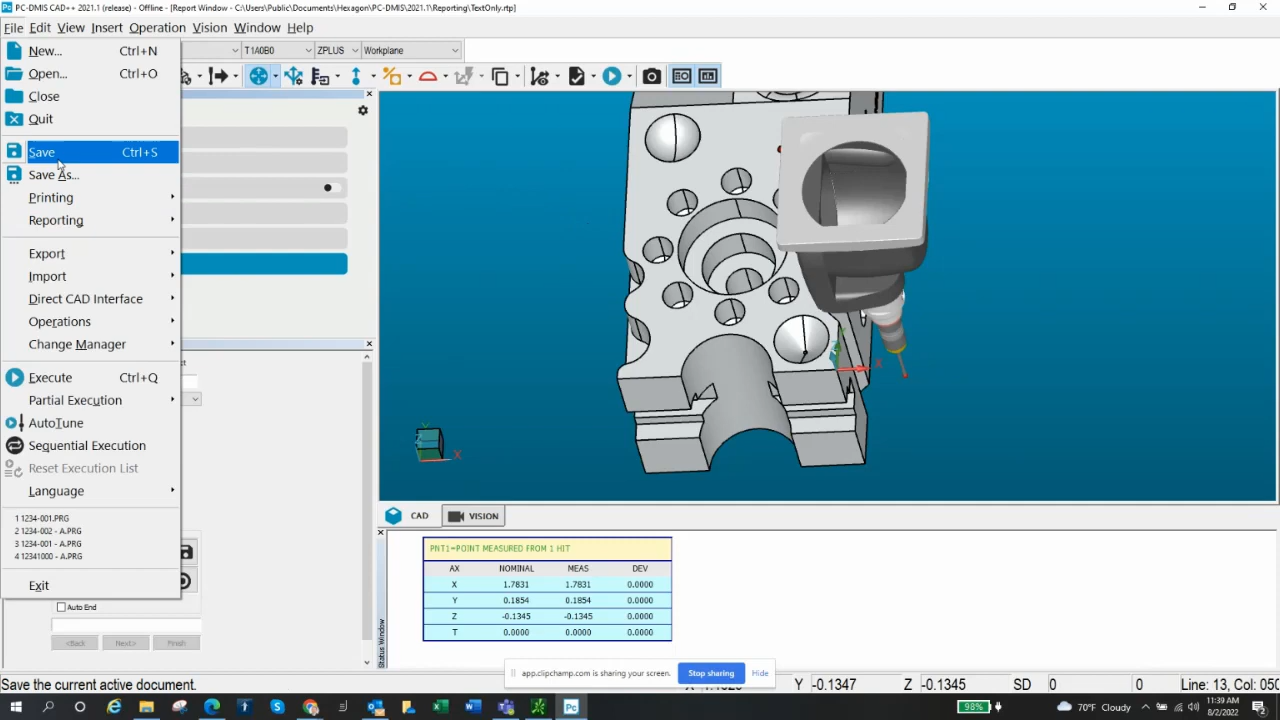 PC-DMIS CAD++ 2021.1 (release) - Offline - [Report Window - C:\Users\Public\Documents\Hexagon\PC-DMIS\2021.1\Reporting\TextOnly.rtp]
File Edit View Insert Operation Vision Window Help
T1A0B0 ZPLUS Workplane
New... Ctrl+N
Open... Ctrl+O
Close
Quit
Save Ctrl+S
Save As...
Printing
Reporting
Export
Import
Direct CAD Interface
Operations
Change Manager
Execute Ctrl+Q
Partial Execution
AutoTune
Sequential Execution
Reset Execution List
Language
1 1234-001.PRG
2 1234-002 - A.PRG
3 1234-001 - A.PRG
4 12341000 - A.PRG
Exit
Auto End
<Back Next> Finish
Y
X
Y
X
CAD VISION
Status Window
PNT1=POINT MEASURED FROM 1 HIT
AX NOMINAL MEAS DEV
X 1.7831 1.7831 0.0000
Y 0.1854 0.1854 0.0000
Z -0.1345 -0.1345 0.0000
T 0.0000 0.0000 0.0000
app.clipchamp.com is sharing your screen. Stop sharing Hide
Save the current active document.
Y -0.1347 Z -0.1345 SD 0 0 Line: 13, Col: 050
98% 70°F Cloudy 11:39 AM
8/2/2022